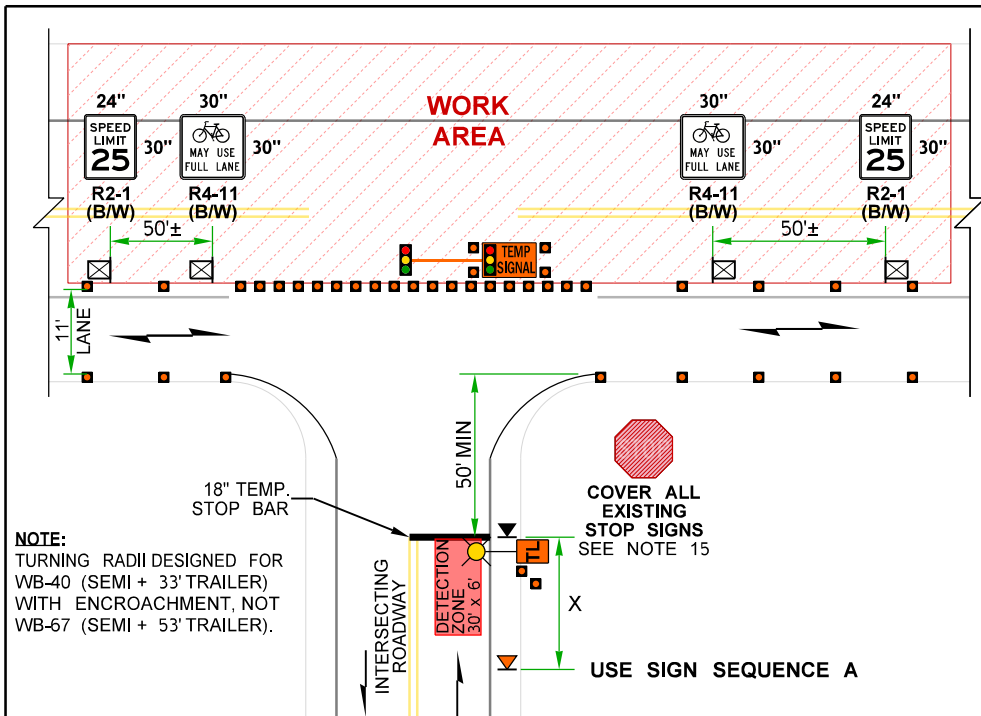 WORK
AREA
24"
SPEED
LIMIT
25
30"
R2-1
(B/W)
30"
MAY USE
FULL LANE
30"
R4-11
(B/W)
30"
MAY USE
FULL LANE
30"
R4-11
(B/W)
24"
SPEED
LIMIT
25
30"
R2-1
(B/W)
50'±
50'±
TEMP
SIGNAL
11'
LANE
50' MIN
STOP
COVER ALL
EXISTING
STOP SIGNS
SEE NOTE 15
18" TEMP.
STOP BAR
NOTE:
TURNING RADII DESIGNED FOR
WB-40 (SEMI + 33' TRAILER)
WITH ENCROACHMENT, NOT
WB-67 (SEMI + 53' TRAILER).
INTERSECTING
ROADWAY
DETECTION
ZONE
30' x 6'
TL
X
USE SIGN SEQUENCE A